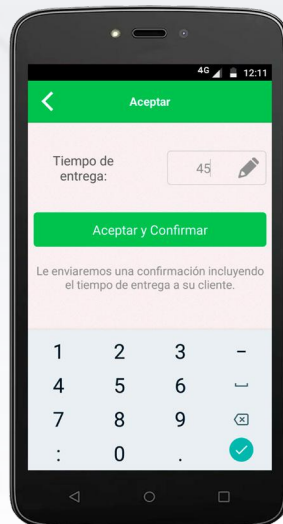 4G 12:11
Aceptar
Tiempo de
entrega:
45
Aceptar y Confirmar
Le enviaremos una confirmación incluyendo
el tiempo de entrega a su cliente.
1 2 3 –
4 5 6
7 8 9
: 0 .